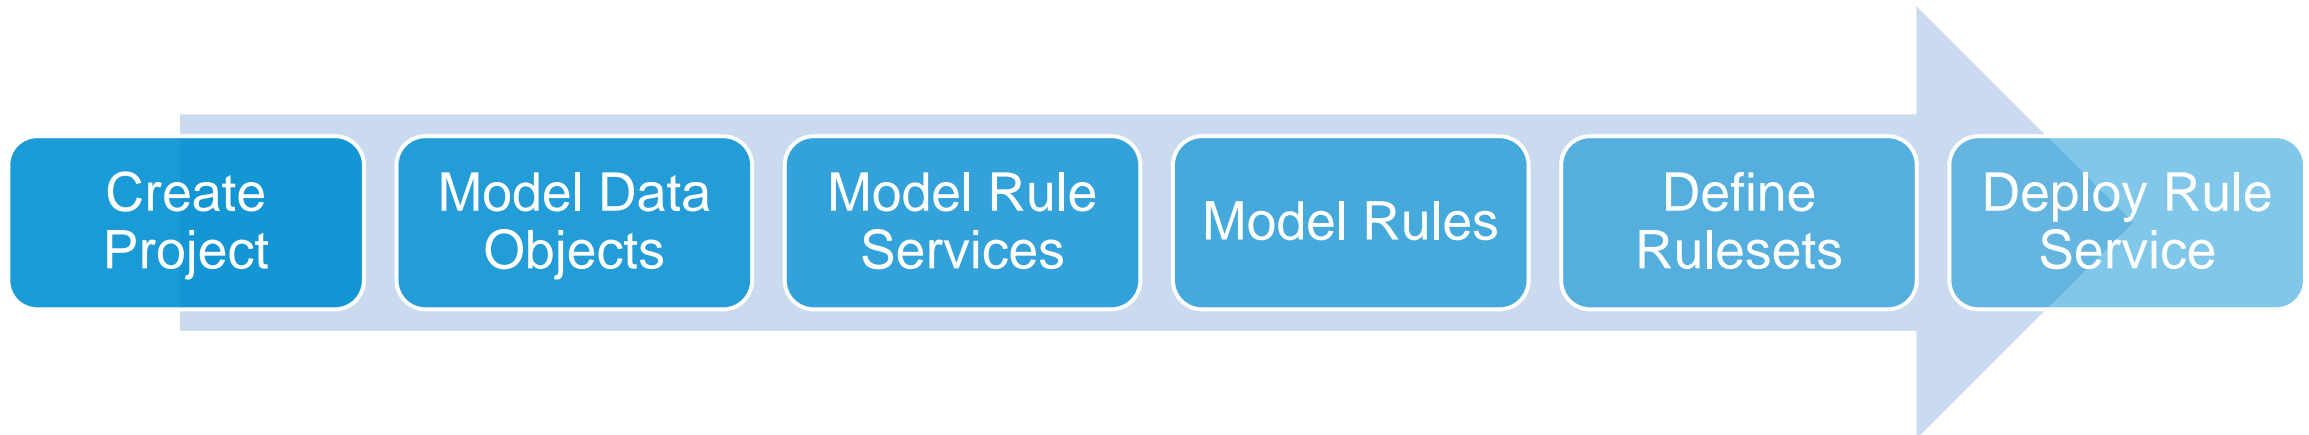 Create
Project
Model Data
Objects
Model Rule
Services
Model Rules
Define
Rulesets
Deploy Rule
Service